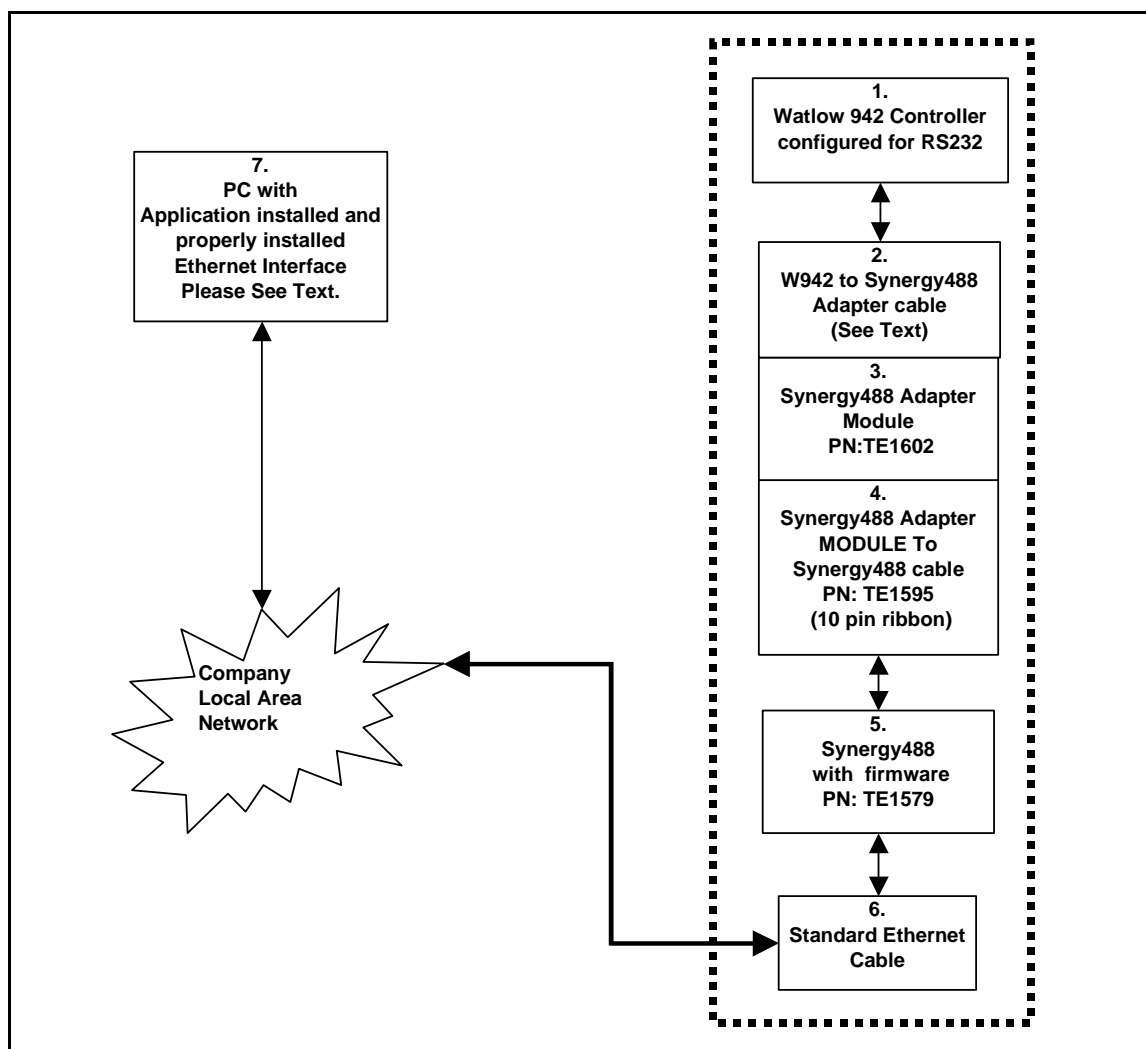 1.
Watlow 942 Controller
configured for RS232
7.
PC with
Application installed and
properly installed
Ethernet Interface
Please See Text.
2.
W942 to Synergy488
Adapter cable
(See Text)
3.
Synergy488 Adapter
Module
PN:TE1602
4.
Synergy488 Adapter
MODULE To
Synergy488 cable
PN: TE1595
(10 pin ribbon)
Company
Local Area
Network
5.
Synergy488
with firmware
PN: TE1579
6.
Standard Ethernet
Cable